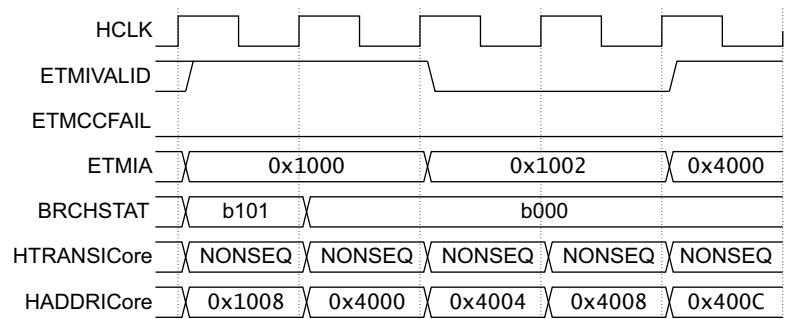 HCLK
ETMIVALID
ETMCCFAIL
ETMIA 0x1000 0x1002 0x4000
BRCHSTAT b101 b000
HTRANSICore NONSEQ NONSEQ NONSEQ NONSEQ NONSEQ
HADDRICore 0x1008 0x4000 0x4004 0x4008 0x400C